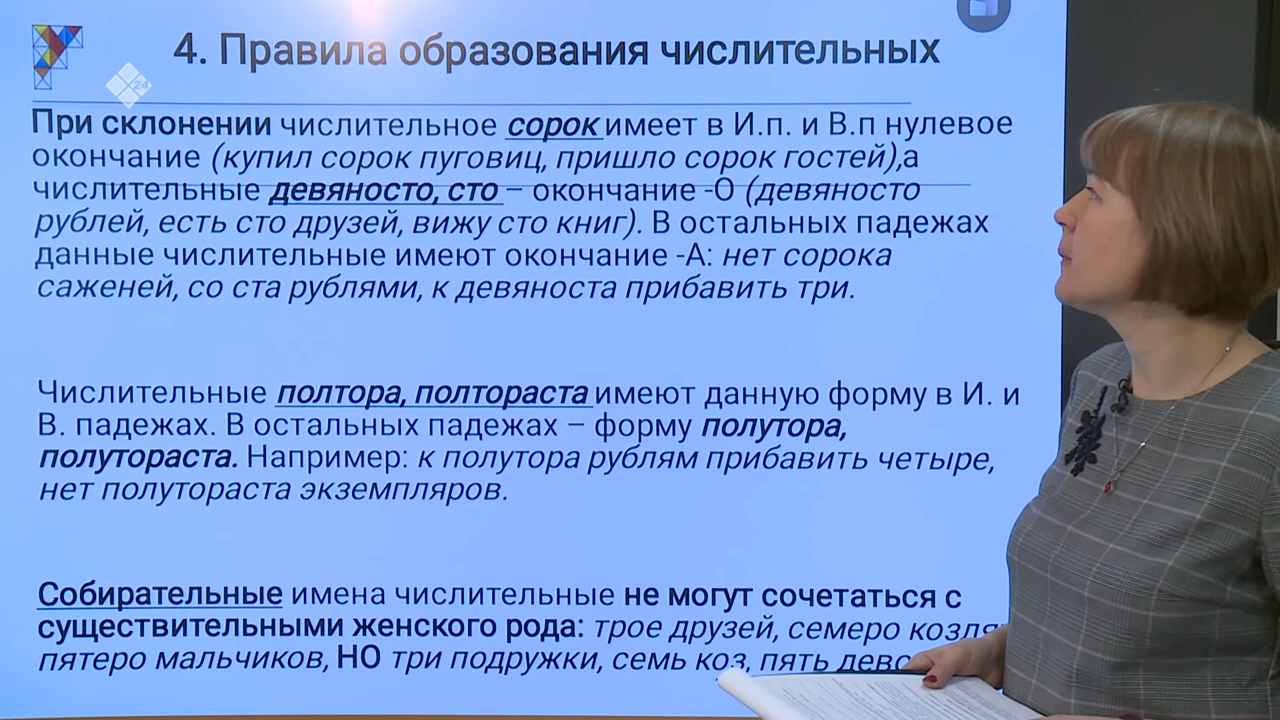 4. Правила образования числительных
24
При склонении числительное сорок имеет в И.п. и В.п нулевое
окончание (купил сорок пуговиц, пришло сорок гостей),а
числительные девяносто, сто – окончание -О (девяносто
рублей, есть сто друзей, вижу сто книг). В остальных падежах
данные числительные имеют окончание -А: нет сорока
саженей, со ста рублями, к девяноста прибавить три.
Числительные полтора, полтораста имеют данную форму в И. и
В. падежах. В остальных падежах – форму полутора,
полутораста. Например: к полутора рублям прибавить четыре,
нет полутораста экземпляров.
Собирательные имена числительные не могут сочетаться с
существительными женского рода: трое друзей, семеро
пятеро мальчиков, НО три подружки, семь коз, пять